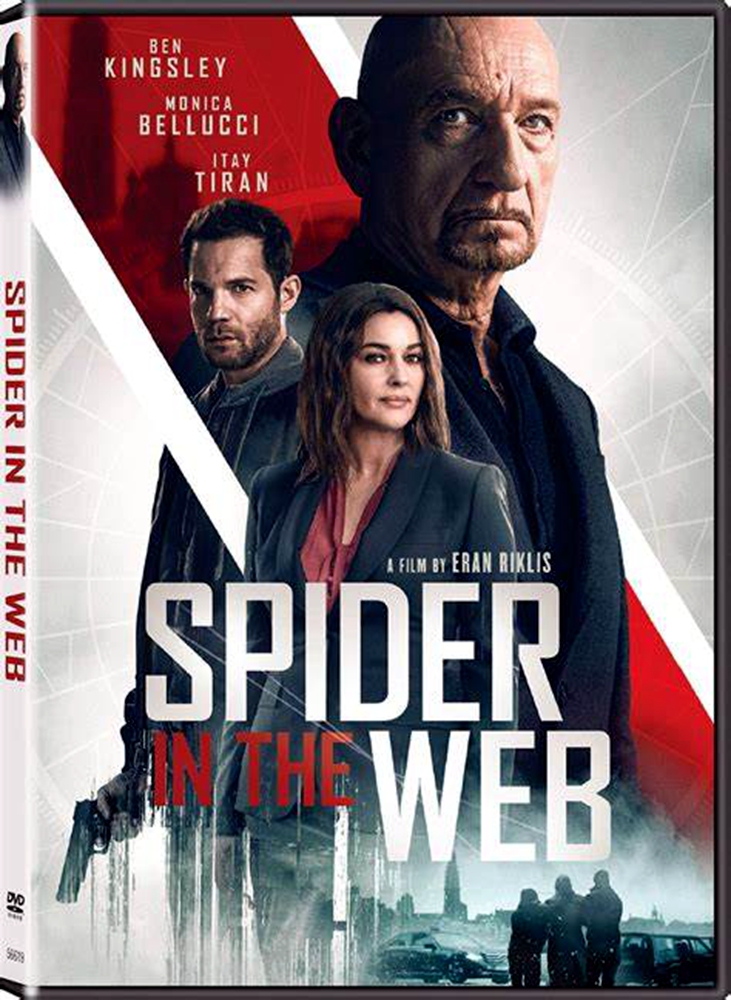 BEN
KINGSLEY
MONICA
BELLUCCI
ITAY
TIRAN
A FILM BY ERAN RIKLIS
SPIDER
IN THE WEB
SPIDER IN THE WEB
DVD
VIDEO